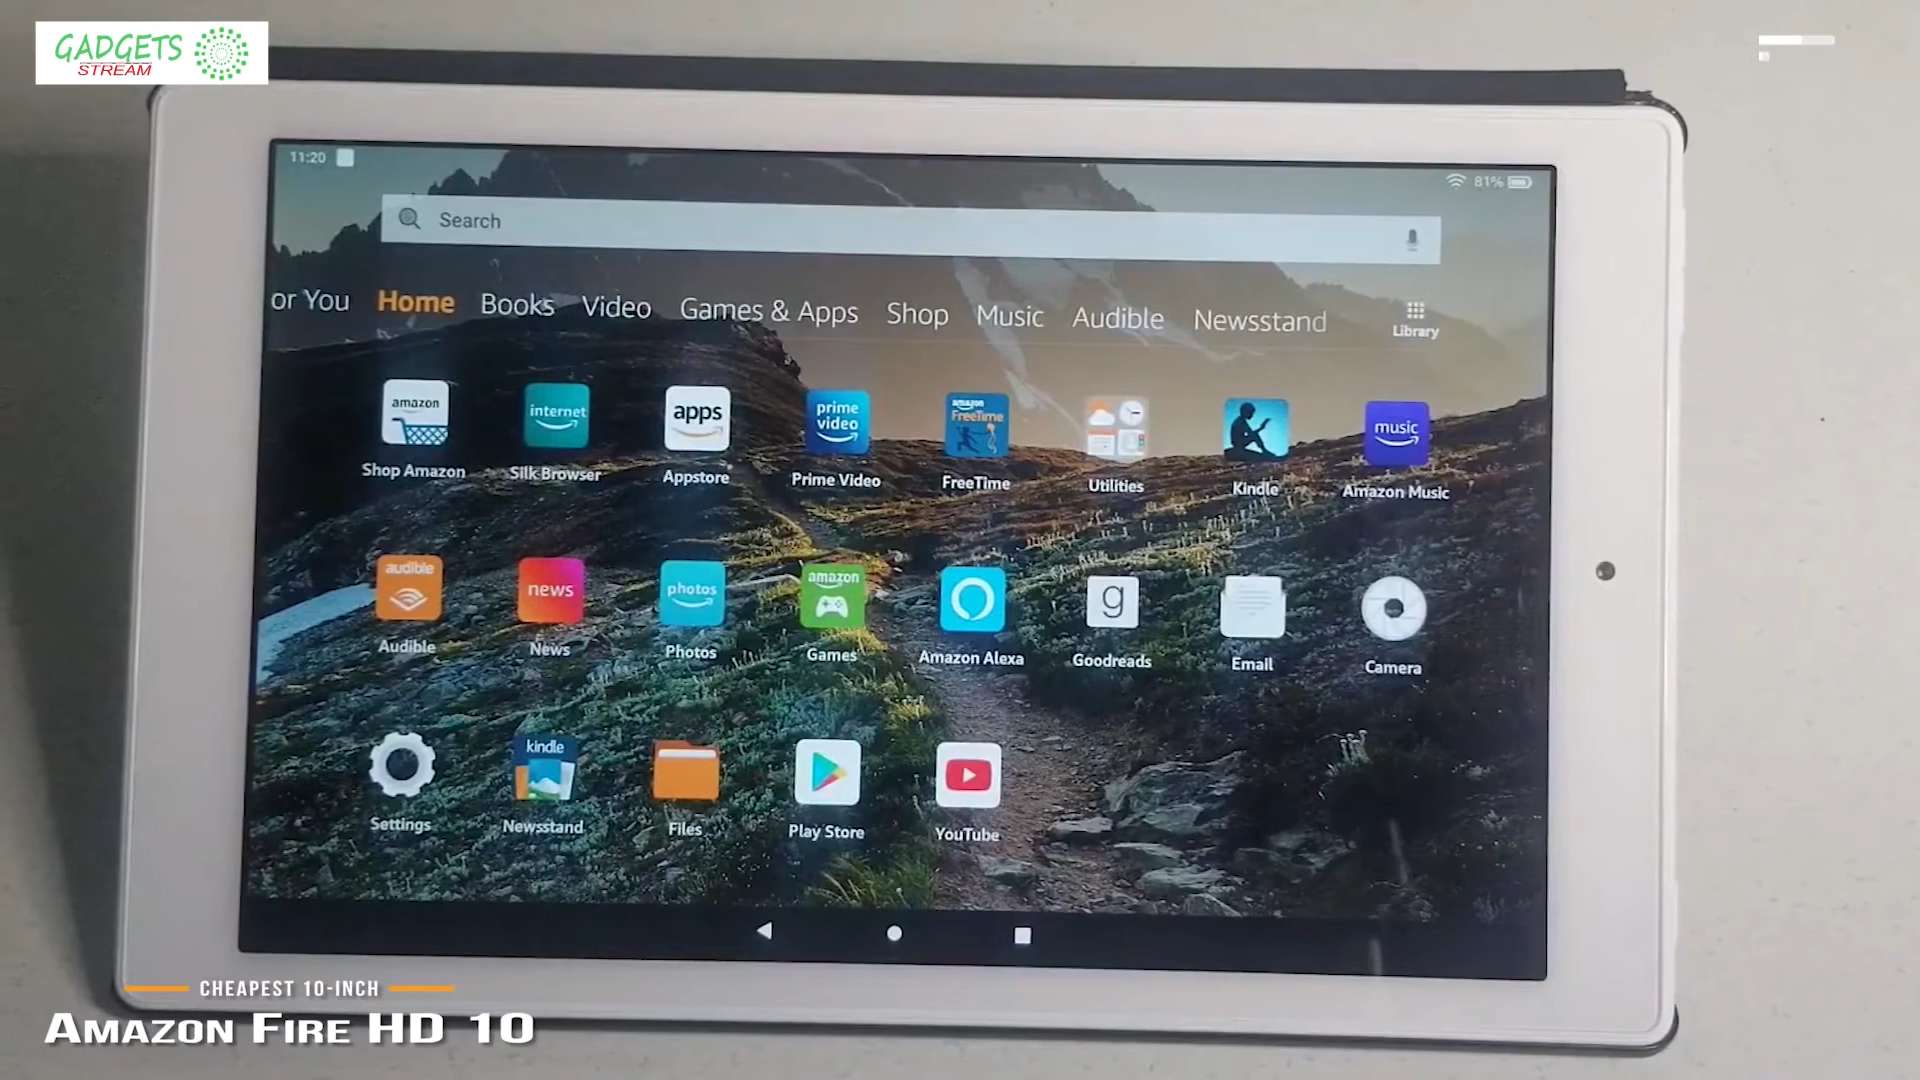 GADGETS
STREAM
11:20
81%
Search
or You Home Books Video Games & Apps Shop Music Audible Newsstand
Library
amazon internet apps prime video amazon FreeTime music
Shop Amazon Silk Browser Appstore Prime Video FreeTime Utilities Kindle Amazon Music
audible news photos amazon g
Audible News Photos Games Amazon Alexa Goodreads Email Camera
kindle
Settings Newsstand Files Play Store YouTube
CHEAPEST 10-INCH
AMAZON FIRE HD 10